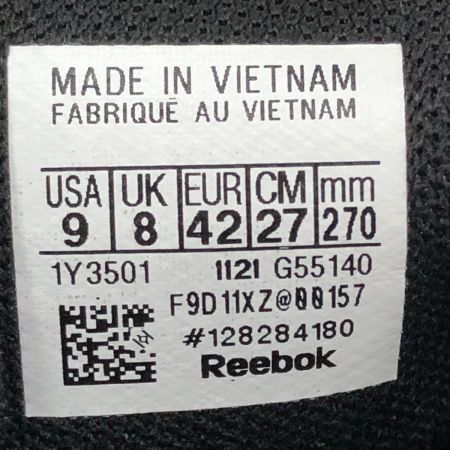 MADE IN VIETNAM
FABRIQUÉ AU VIETNAM
USA UK EUR CM mm
9 8 42 27 270
1Y3501 1121 G55140
F9D11XZ@00157
#128284180
Reebok